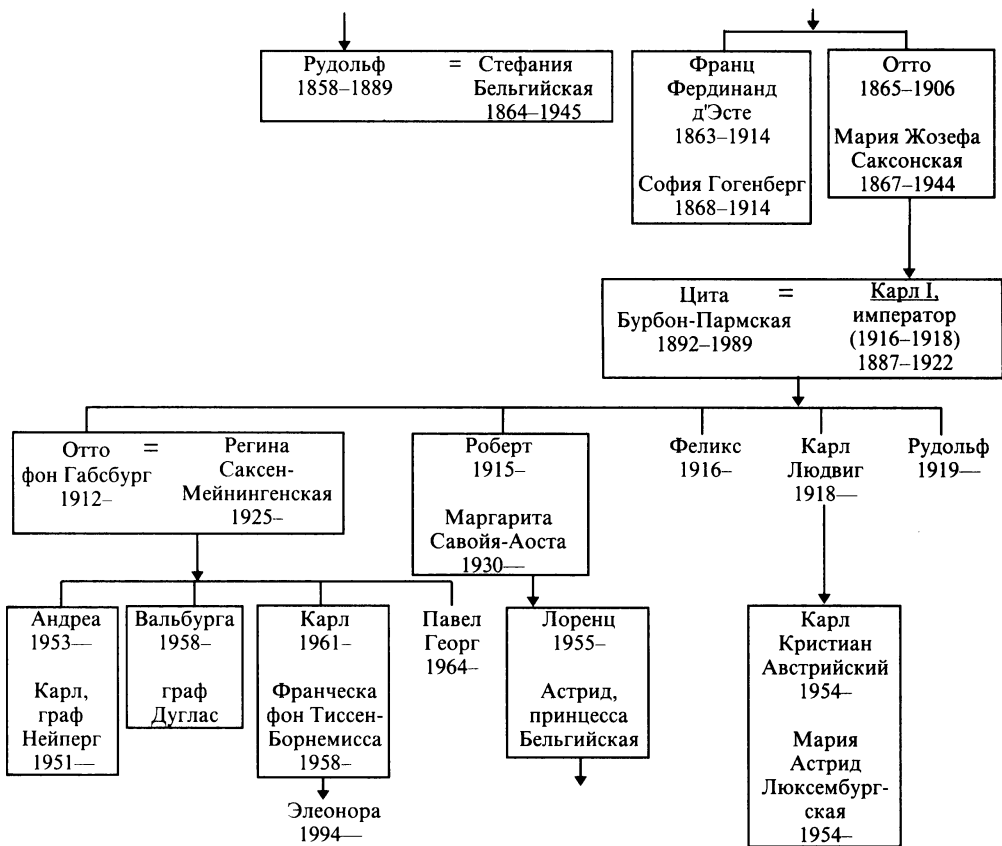 Рудольф = Стефания
1858–1889 Бельгийская
1864–1945
Франц
Фердинанд
д'Эсте
1863–1914
София Гогенберг
1868–1914
Отто
1865–1906
Мария Жозефа
Саксонская
1867–1944
Цита = Карл I,
Бурбон-Пармская император
1892–1989 (1916–1918)
1887–1922
Отто = Регина
фон Габсбург Саксен-
1912– Мейнингенская
1925–
Роберт
1915–
Маргарита
Савойя-Аоста
1930—
Феликс
1916–
Карл
Людвиг
1918—
Рудольф
1919—
Андреа
1953—
Карл,
граф
Нейперг
1951—
Вальбурга
1958–
граф
Дуглас
Карл
1961–
Франческа
фон Тиссен-
Борнемисса
1958–
Элеонора
1994—
Павел
Георг
1964–
Лоренц
1955–
Астрид,
принцесса
Бельгийская
Карл
Кристиан
Австрийский
1954–
Мария
Астрид
Люксембург-
ская
1954–